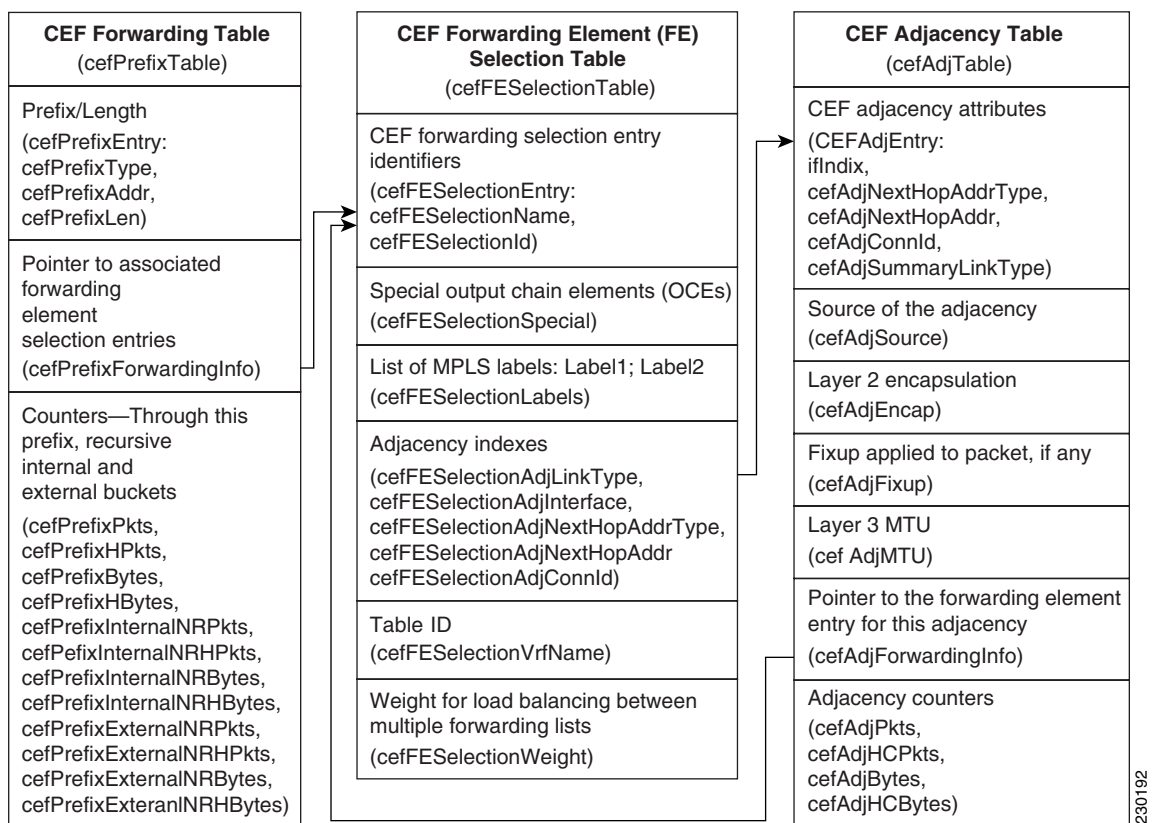 CEF Forwarding Table
(cefPrefixTable)
Prefix/Length
(cefPrefixEntry:
cefPrefixType,
cefPrefixAddr,
cefPrefixLen)
Pointer to associated
forwarding
element
selection entries
(cefPrefixForwardingInfo)
Counters—Through this
prefix, recursive
internal and
external buckets
(cefPrefixPkts,
cefPrefixHPkts,
cefPrefixBytes,
cefPrefixHBytes,
cefPrefixInternalNRPkts,
cefPefixInternalNRHPkts,
cefPrefixInternalNRBytes,
cefPrefixInternalNRHBytes,
cefPrefixExternalNRPkts,
cefPrefixExternalNRHPkts,
cefPrefixExternalNRBytes,
cefPrefixExteranlNRHBytes)
CEF Forwarding Element (FE)
Selection Table
(cefFESelectionTable)
CEF forwarding selection entry
identifiers
(cefFESelectionEntry:
cefFESelectionName,
cefFESelectionId)
Special output chain elements (OCEs)
(cefFESelectionSpecial)
List of MPLS labels: Label1; Label2
(cefFESelectionLabels)
Adjacency indexes
(cefFESelectionAdjLinkType,
cefFESelectionAdjInterface,
cefFESelectionAdjNextHopAddrType,
cefFESelectionAdjNextHopAddr
cefFESelectionAdjConnId)
Table ID
(cefFESelectionVrfName)
Weight for load balancing between
multiple forwarding lists
(cefFESelectionWeight)
CEF Adjacency Table
(cefAdjTable)
CEF adjacency attributes
(CEFAdjEntry:
ifIndix,
cefAdjNextHopAddrType,
cefAdjNextHopAddr,
cefAdjConnId,
cefAdjSummaryLinkType)
Source of the adjacency
(cefAdjSource)
Layer 2 encapsulation
(cefAdjEncap)
Fixup applied to packet, if any
(cefAdjFixup)
Layer 3 MTU
(cef AdjMTU)
Pointer to the forwarding element
entry for this adjacency
(cefAdjForwardingInfo)
Adjacency counters
(cefAdjPkts,
cefAdjHCPkts,
cefAdjBytes,
cefAdjHCBytes)
230192